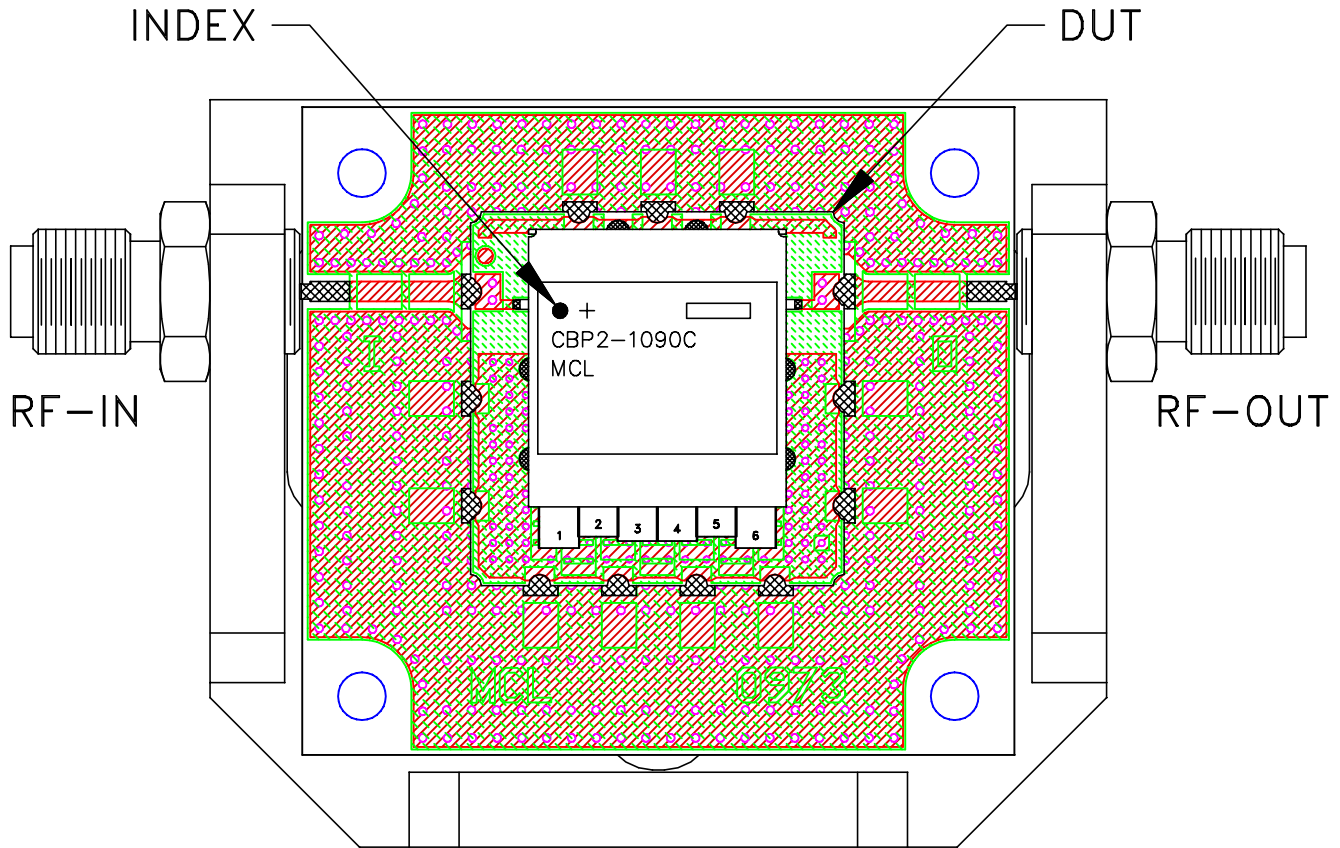 INDEX
DUT
CBP2-1090C
MCL
RF-IN
RF-OUT
1 2 3 4 5 6
I
O
MCL 0973